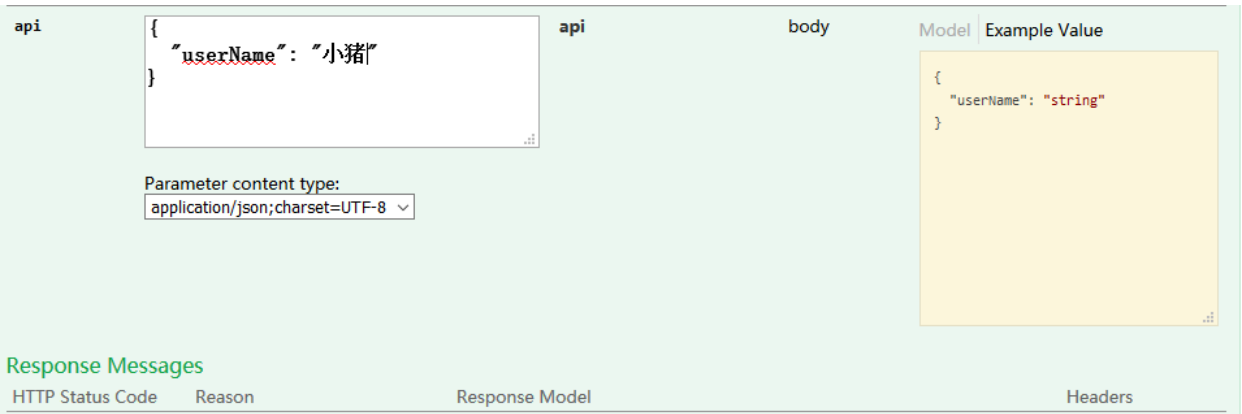 api
{
"userName": "小猪"
}
api
body
Model Example Value
{
"userName": "string"
}
Parameter content type:
application/json;charset=UTF-8
Response Messages
HTTP Status Code Reason Response Model Headers